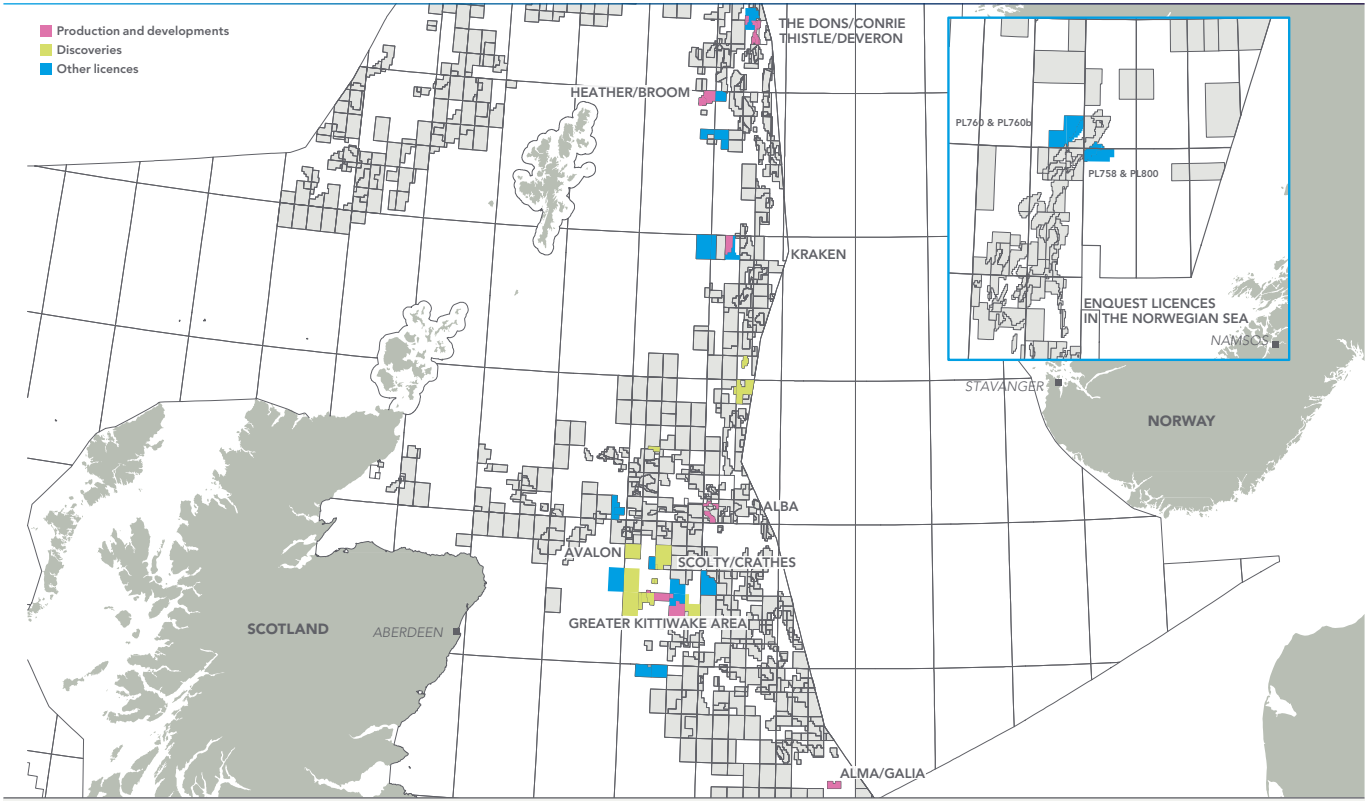 Production and developments
Discoveries
Other licences
THE DONS/CONRIE
THISTLE/DEVERON
HEATHER/BROOM
KRAKEN
PL760 & PL760b
PL758 & PL800
ENQUEST LICENCES
IN THE NORWEGIAN SEA
NAMSOS
STAVANGER
NORWAY
ALBA
AVALON
SCOLTY/CRATHES
GREATER KITTIWAKE AREA
SCOTLAND
ABERDEEN
ALMA/GALIA